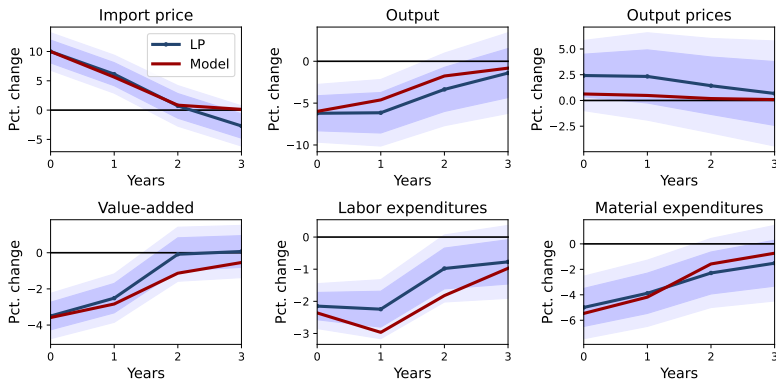 Import price
Output
Output prices
Pct. change
10
5
0
−5
LP
Model
0
1
2
3
Years
Pct. change
0
−5
−10
0
1
2
3
Years
Pct. change
5.0
2.5
0.0
−2.5
0
1
2
3
Years
Value-added
Labor expenditures
Material expenditures
Pct. change
0
−2
−4
0
1
2
3
Years
Pct. change
0
−1
−2
−3
0
1
2
3
Years
Pct. change
0
−2
−4
−6
0
1
2
3
Years